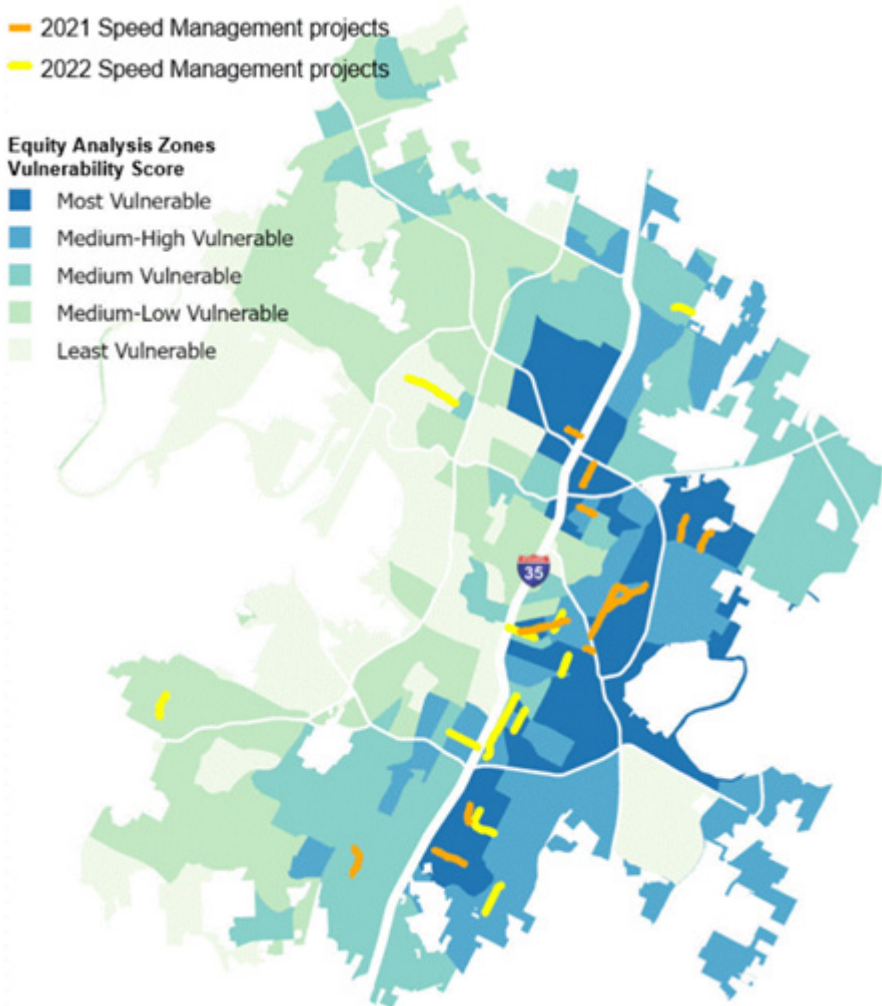 2021 Speed Management projects
2022 Speed Management projects
Equity Analysis Zones
Vulnerability Score
Most Vulnerable
Medium-High Vulnerable
Medium Vulnerable
Medium-Low Vulnerable
Least Vulnerable
35